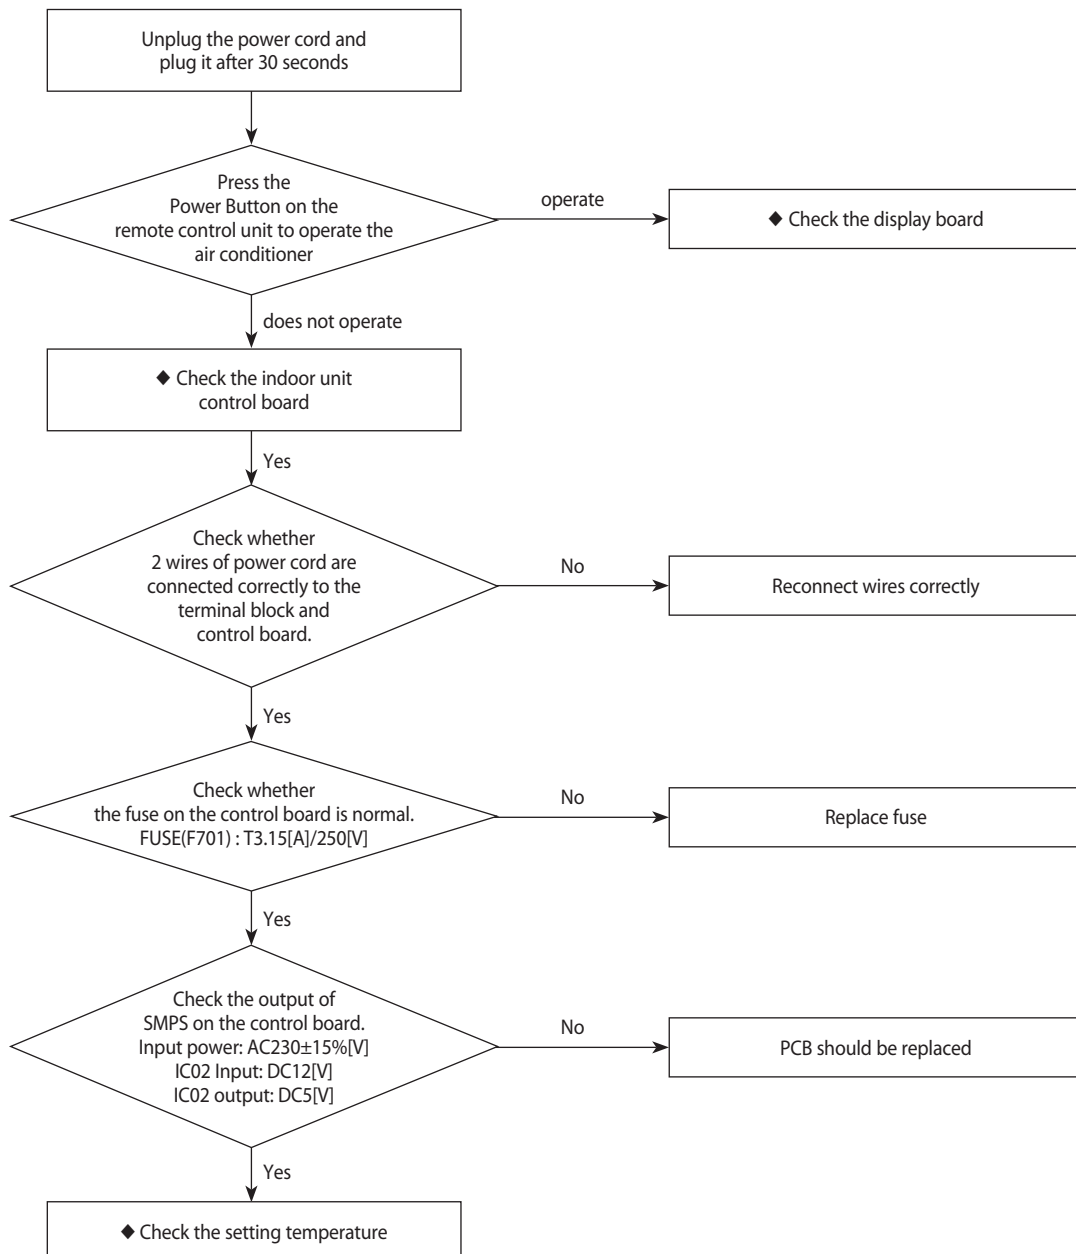 Unplug the power cord and
plug it after 30 seconds
Press the
Power Button on the
remote control unit to operate the
air conditioner
operate
◆ Check the display board
does not operate
◆ Check the indoor unit
control board
Yes
Check whether
2 wires of power cord are
connected correctly to the
terminal block and
control board.
No
Reconnect wires correctly
Yes
Check whether
the fuse on the control board is normal.
FUSE(F701) : T3.15[A]/250[V]
No
Replace fuse
Yes
Check the output of
SMPS on the control board.
Input power: AC230±15%[V]
IC02 Input: DC12[V]
IC02 output: DC5[V]
No
PCB should be replaced
Yes
◆ Check the setting temperature